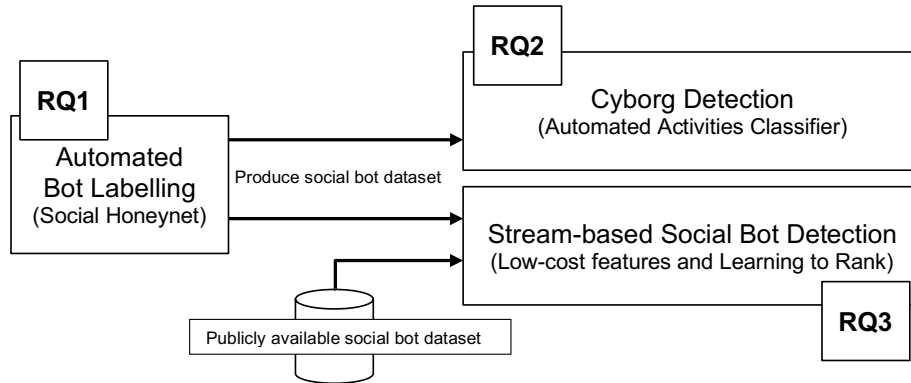 RQ1
Automated
Bot Labelling
(Social Honeynet)
Produce social bot dataset
RQ2
Cyborg Detection
(Automated Activities Classifier)
Stream-based Social Bot Detection
(Low-cost features and Learning to Rank)
RQ3
Publicly available social bot dataset